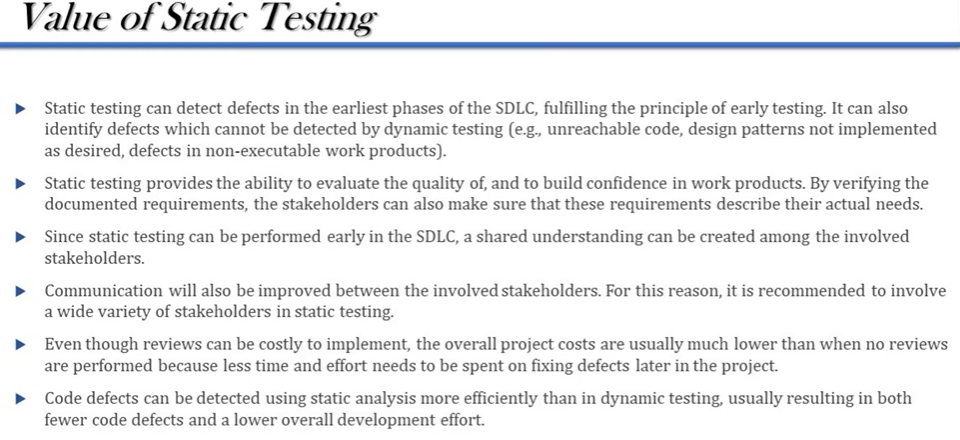 Value of Static Testing
Static testing can detect defects in the earliest phases of the SDLC, fulfilling the principle of early testing. It can also
identify defects which cannot be detected by dynamic testing (e.g., unreachable code, design patterns not implemented
as desired, defects in non-executable work products).
Static testing provides the ability to evaluate the quality of, and to build confidence in work products. By verifying the
documented requirements, the stakeholders can also make sure that these requirements describe their actual needs.
Since static testing can be performed early in the SDLC, a shared understanding can be created among the involved
stakeholders.
Communication will also be improved between the involved stakeholders. For this reason, it is recommended to involve
a wide variety of stakeholders in static testing.
Even though reviews can be costly to implement, the overall project costs are usually much lower than when no reviews
are performed because less time and effort needs to be spent on fixing defects later in the project.
Code defects can be detected using static analysis more efficiently than in dynamic testing, usually resulting in both
fewer code defects and a lower overall development effort.